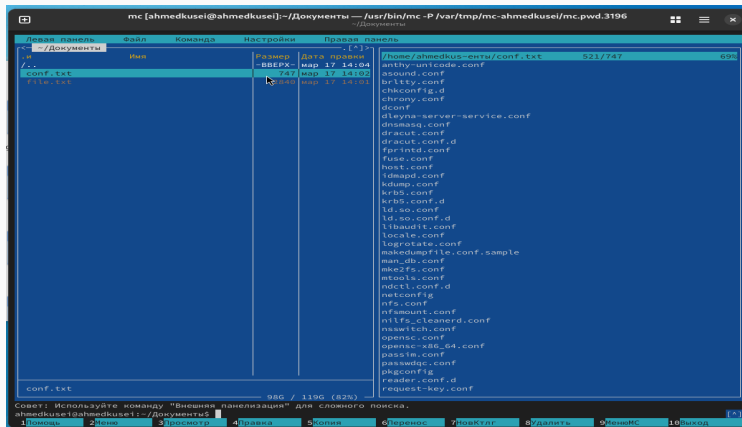 mc [ahmedkusei@ahmedkusei]:~/Документы — /usr/bin/mc -P /var/tmp/mc-ahmedkusei/mc.pwd.3196
~/Документы
Левая панель Файл Команда Настройки Правая панель
<— ~/Документы .[^]>
.и Имя Размер Дата правки
/.. -ВВЕРХ- мар 17 14:04
conf.txt 747 мар 17 14:02
file.txt мар 17 14:01
conf.txt
98G / 119G (82%)
/home/ahmedkus~енты/conf.txt 521/747 69%
anthy-unicode.conf
asound.conf
brltty.conf
chkconfig.d
chrony.conf
dconf
dleyna-server-service.conf
dnsmasq.conf
dracut.conf
dracut.conf.d
fprintd.conf
fuse.conf
host.conf
idmapd.conf
kdump.conf
krb5.conf
krb5.conf.d
ld.so.conf
ld.so.conf.d
libaudit.conf
locale.conf
logrotate.conf
makedumpfile.conf.sample
man_db.conf
mke2fs.conf
mtools.conf
ndctl.conf.d
netconfig
nfs.conf
nfsmount.conf
nilfs_cleanerd.conf
nsswitch.conf
opensc.conf
opensc-x86_64.conf
passim.conf
passwdqc.conf
pkgconfig
reader.conf.d
request-key.conf
Совет: Используйте команду "Внешняя панелизация" для сложного поиска.
ahmedkusei@ahmedkusei:~/Документы$ [^]
1Помощь 2Меню 3Просмотр 4Правка 5Копия 6Перенос 7НовКтлг 8Удалить 9МенюMC 10Выход